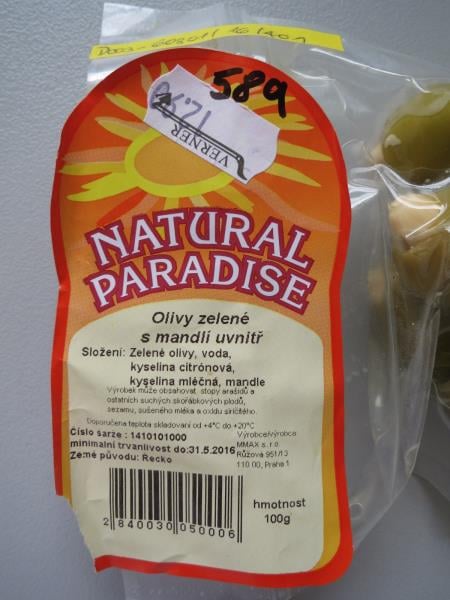 589
VERNER
NATURAL
PARADISE
Olivy zelené
s mandlí uvnitř
Složení: Zelené olivy, voda,
kyselina citrónová,
kyselina mléčná, mandle
Výrobek může obsahovat stopy arašídů a
ostatních suchých skořábkových plodů,
sezamu, sušeného mléka a oxidu siřičitého.
Doporučená teplota skladování od +4°C do +20°C
Číslo šarže : 1410101000
minimalní trvanlivost do:31.5.2016
Země původu: Řecko
Výrobce/výrobca:
MMAX s.r.o.
Růžová 951/13
110 00, Praha 1
hmotnost
100g
2 840030 050006